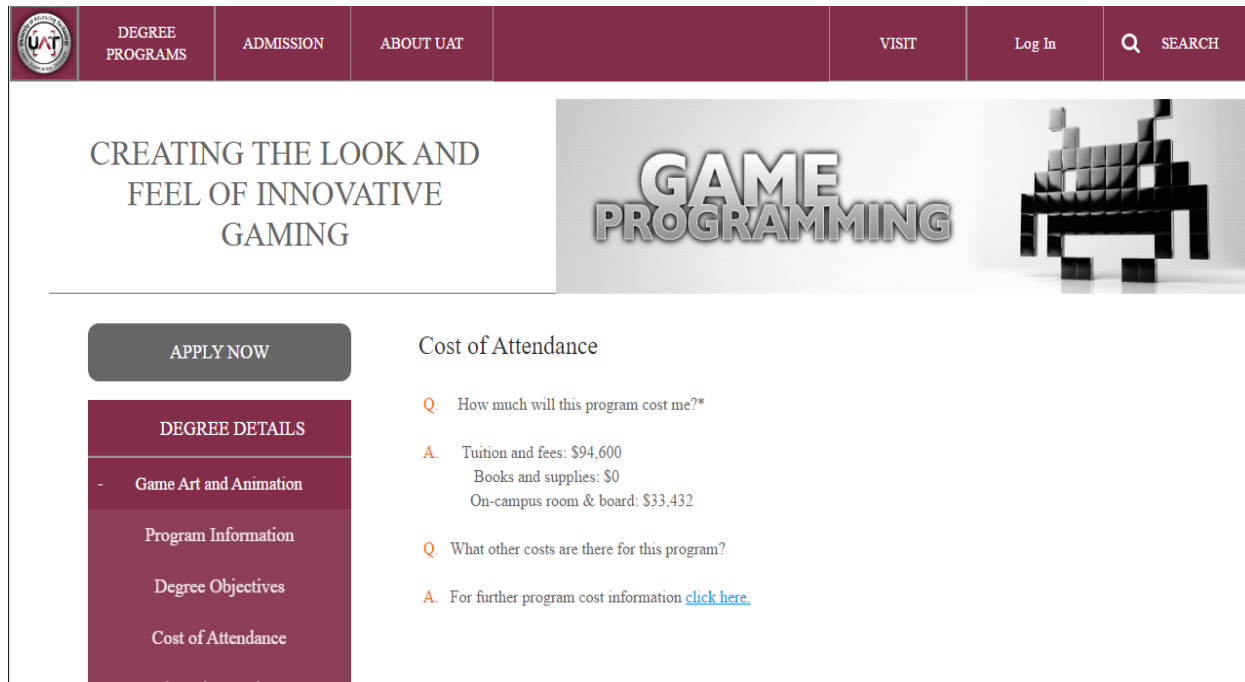 UAT
DEGREE
PROGRAMS
ADMISSION
ABOUT UAT
VISIT
Log In
SEARCH
CREATING THE LOOK AND
FEEL OF INNOVATIVE
GAMING
GAME
PROGRAMMING
APPLY NOW
DEGREE DETAILS
- Game Art and Animation
Program Information
Degree Objectives
Cost of Attendance
Cost of Attendance
Q. How much will this program cost me?*
A. Tuition and fees: $94,600
Books and supplies: $0
On-campus room & board: $33,432
Q. What other costs are there for this program?
A. For further program cost information click here.